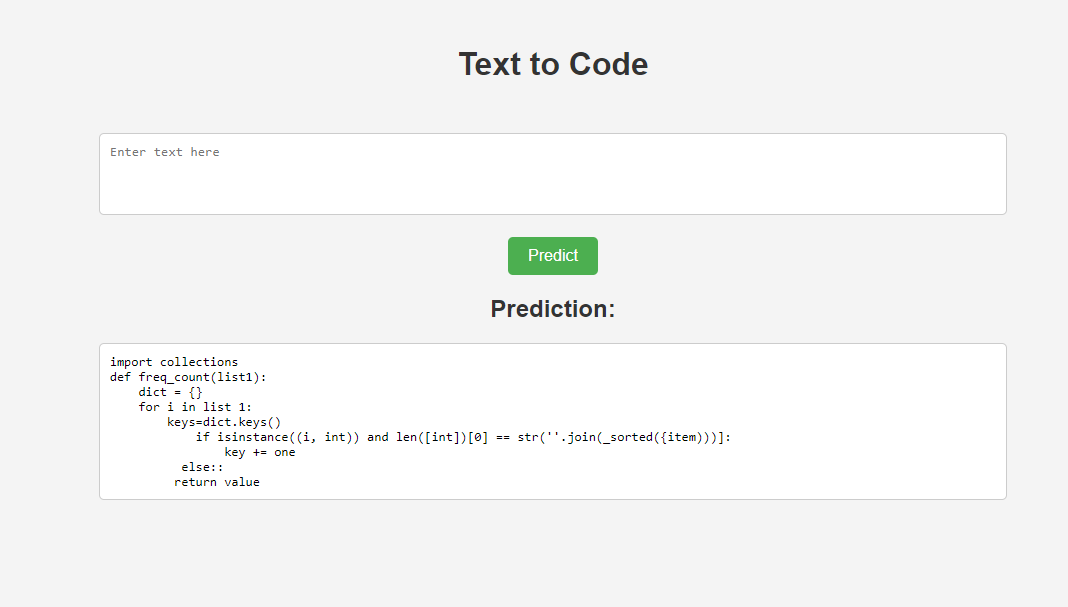 Text to Code
Enter text here
Predict
Prediction:
import collections
def freq_count(list1):
    dict = {}
    for i in list 1:
        keys=dict.keys()
            if isinstance((i, int)) and len([int])[0] == str(''.join(_sorted({item)))]:
                key += one
          else::
         return value